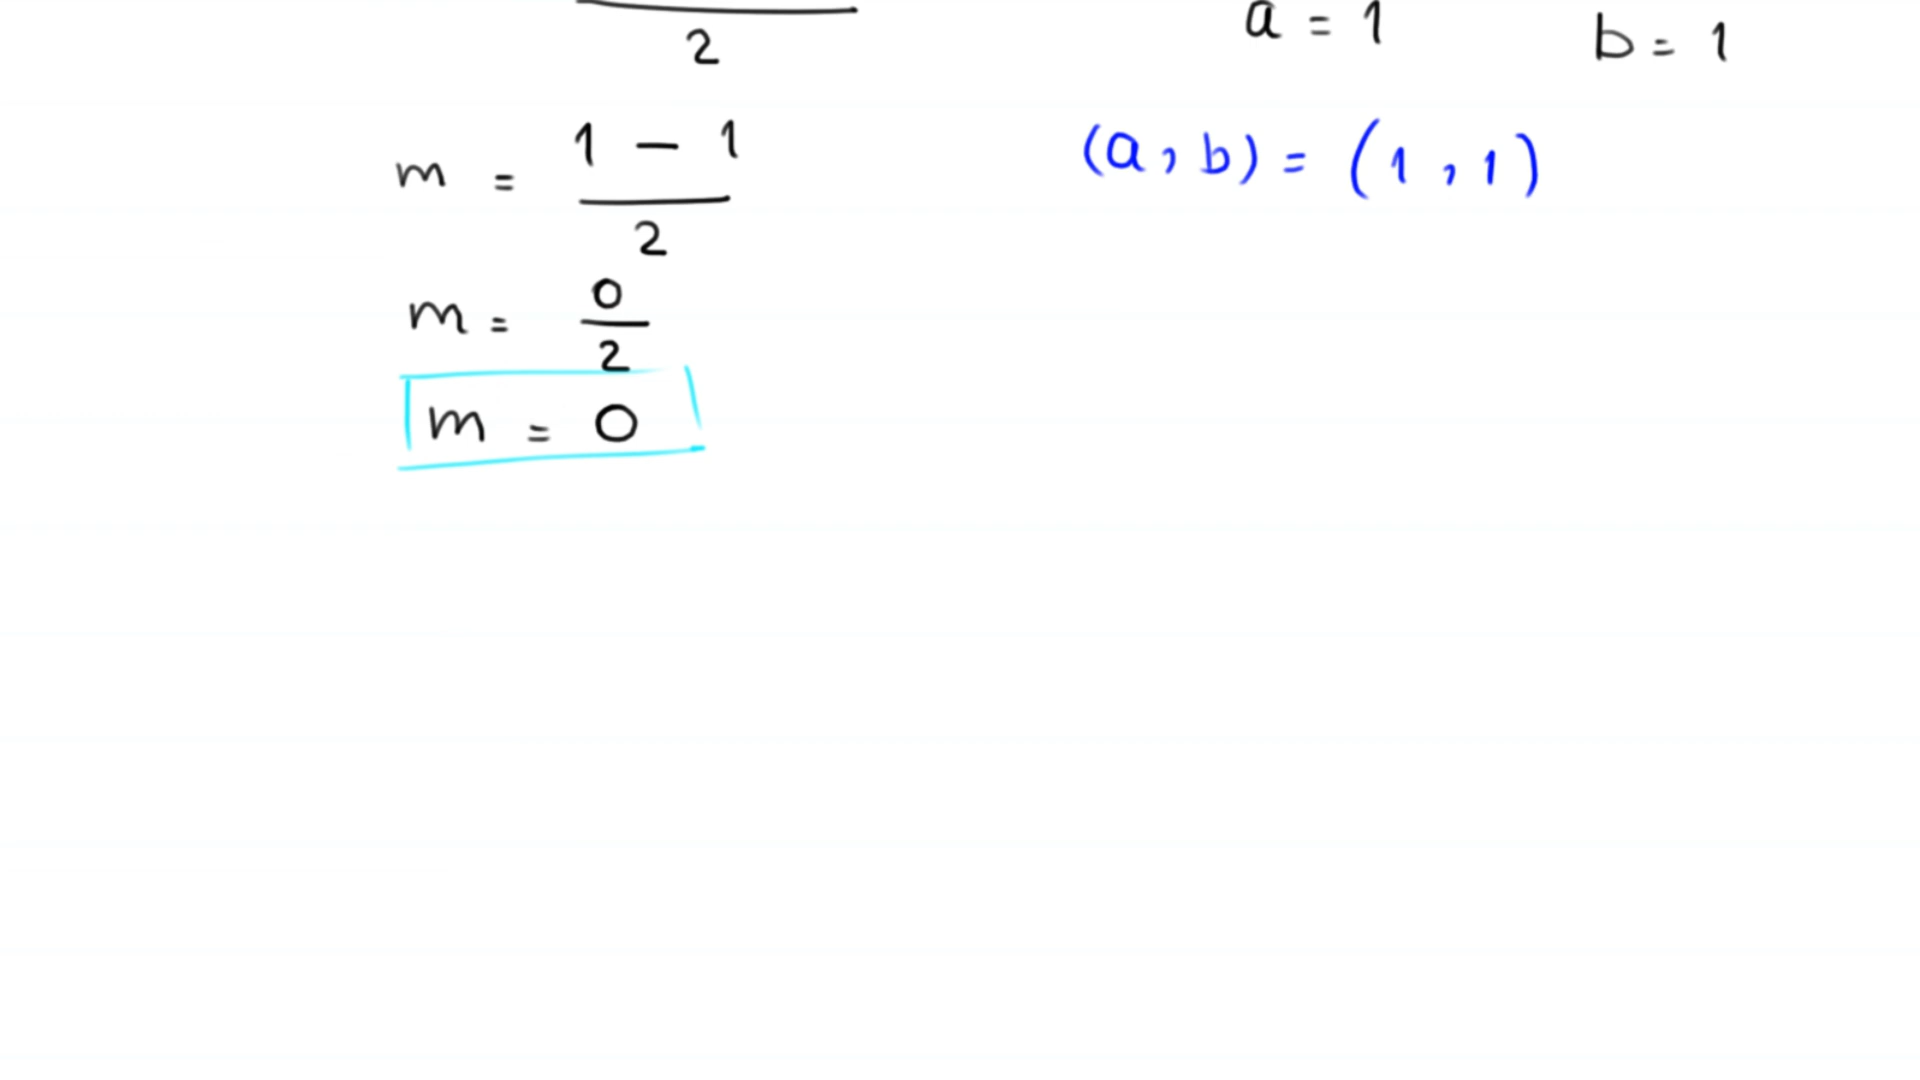 2
a = 1
b = 1
m = 1 - 1 / 2
(a, b) = (1, 1)
m = 0 / 2
m = 0